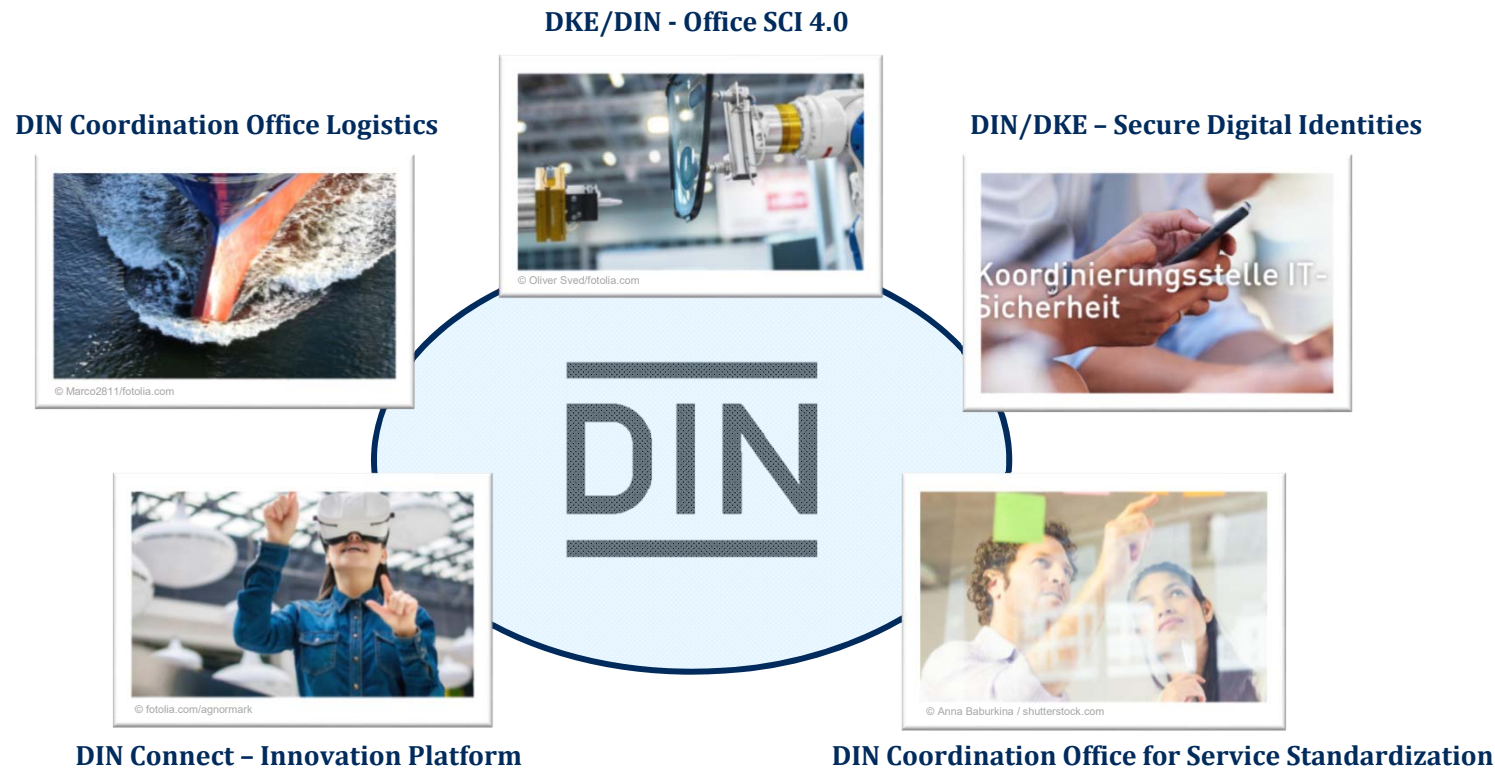 DKE/DIN - Office SCI 4.0
DIN Coordination Office Logistics
DIN/DKE – Secure Digital Identities
© Oliver Sved/fotolia.com
Koordinierungsstelle IT-
Sicherheit
© Marco2811/fotolia.com
DIN
© fotolia.com/agnormark
© Anna Baburkina / shutterstock.com
DIN Connect – Innovation Platform
DIN Coordination Office for Service Standardization